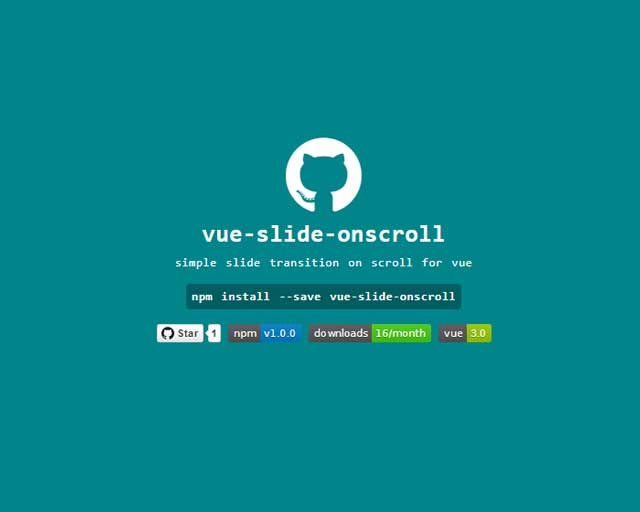 vue-slide-onscroll
simple slide transition on scroll for vue
npm install --save vue-slide-onscroll
Star 1 npm v1.0.0 downloads 16/month vue 3.0